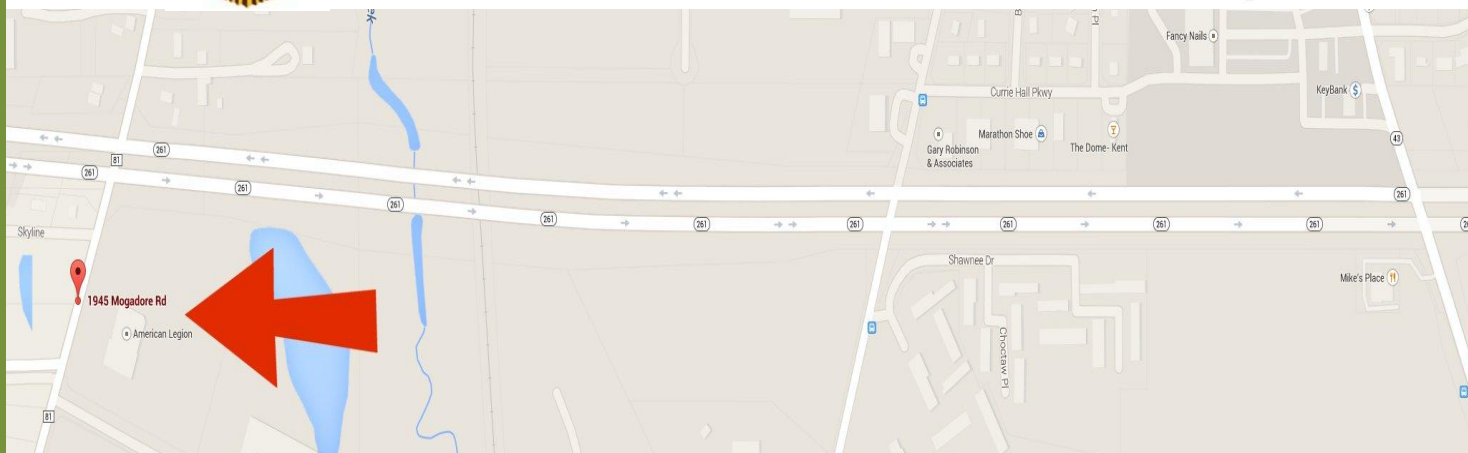 ek
B
n Pl
Fancy Nails
KeyBank
Currie Hall Pkwy
Marathon Shoe
The Dome- Kent
Gary Robinson
& Associates
43
81
261
261
261
261
261
261
261
261
261
261
261
Skyline
Shawnee Dr
Choctaw Pl
Mike's Place
1945 Mogadore Rd
American Legion
81